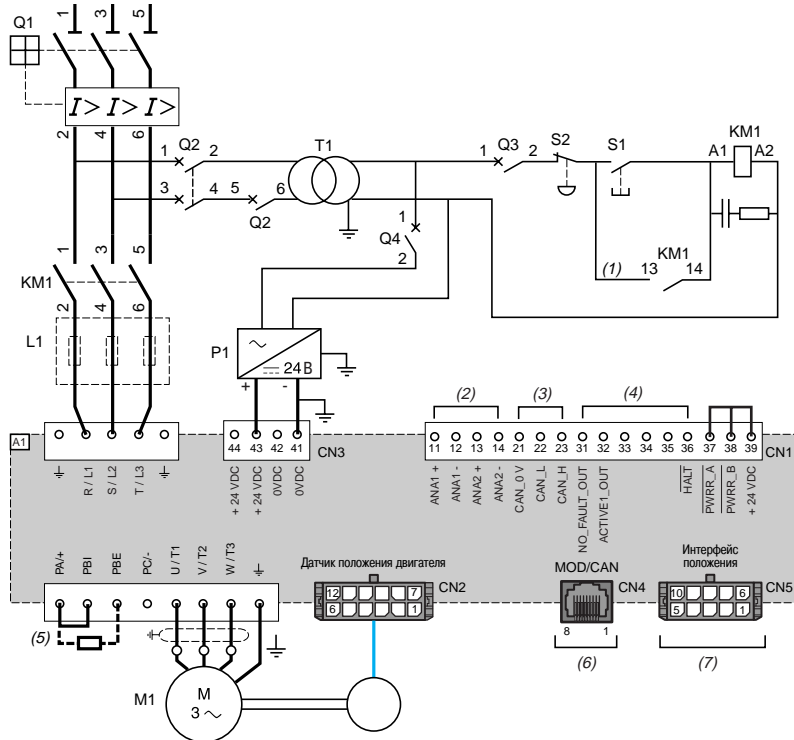 Q1
1 3 5
I> I> I>
2 4 6
1 Q2 2
T1
1 Q3 2
S2
S1
KM1
A1 A2
3 4 5 6
Q2
1
Q4
2
1 3 5
KM1
2 4 6
(1) 13 KM1 14
L1
P1
24 В
+ -
(2) (3) (4)
A1
R / L1
S / L2
T / L3
44 43 42 41
CN3
+ 24 VDC
+ 24 VDC
0VDC
0VDC
11 12 13 14 21 22 23 31 32 33 34 35 36 37 38 39
CN1
ANA1 +
ANA1 -
ANA2 +
ANA2 -
CAN_0 V
CAN_L
CAN_H
NO_FAULT_OUT
ACTIVE1_OUT
HALT
PWRR_A
PWRR_B
+ 24 VDC
PA/+
PBI
PBE
PC/-
U / T1
V / T2
W / T3
Датчик положения двигателя
12 7
6 1
CN2
MOD/CAN
CN4
8 1
Интерфейс
положения
10 6
5 1
CN5
(5)
(6)
(7)
M1
M
3 ~